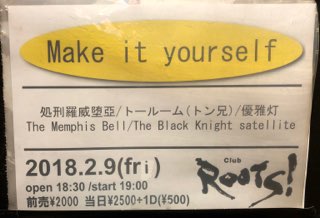 Make it yourself
処刑羅威堕亞/トールーム(トン兄)/優雅灯
The Memphis Bell/The Black Knight satellite
2018.2.9(fri)
open 18:30 /start 19:00
前売¥2000 当日¥2500+1D(¥500)
Club
ROOTS!